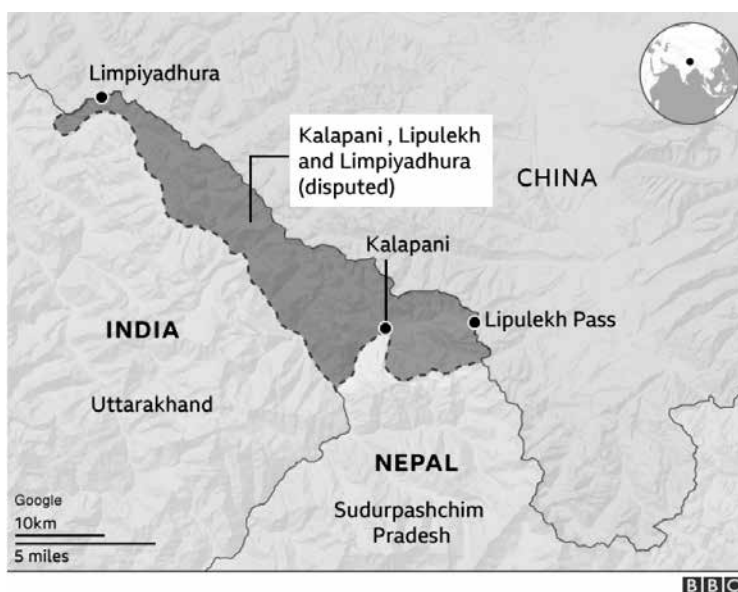 Limpiyadhura
Kalapani , Lipulekh
and Limpiyadhura
(disputed)
CHINA
Kalapani
INDIA
Lipulekh Pass
Uttarakhand
NEPAL
Google
10km
Sudurpashchim
Pradesh
5 miles
BBC